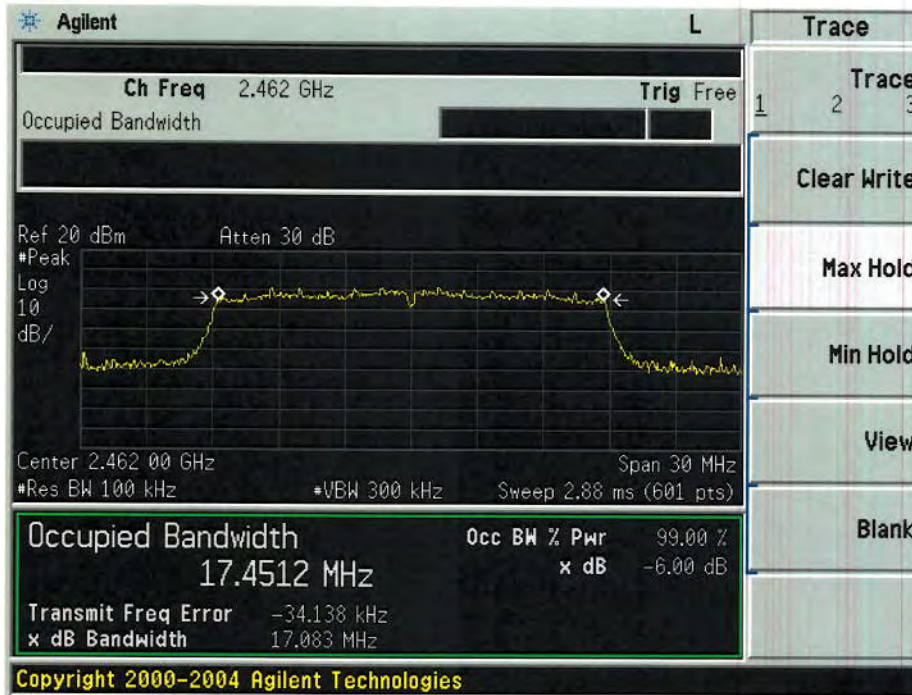 Agilent L Trace
Ch Freq 2.462 GHz Trig Free
Occupied Bandwidth
Trace
1 2 3
Clear Write
Max Hold
Min Hold
View
Blank
Ref 20 dBm Atten 30 dB
#Peak
Log
10
dB/
Center 2.462 00 GHz Span 30 MHz
#Res BW 100 kHz #VBW 300 kHz Sweep 2.88 ms (601 pts)
Occupied Bandwidth
17.4512 MHz
Occ BW % Pwr 99.00 %
x dB -6.00 dB
Transmit Freq Error -34.138 kHz
x dB Bandwidth 17.083 MHz
Copyright 2000-2004 Agilent Technologies